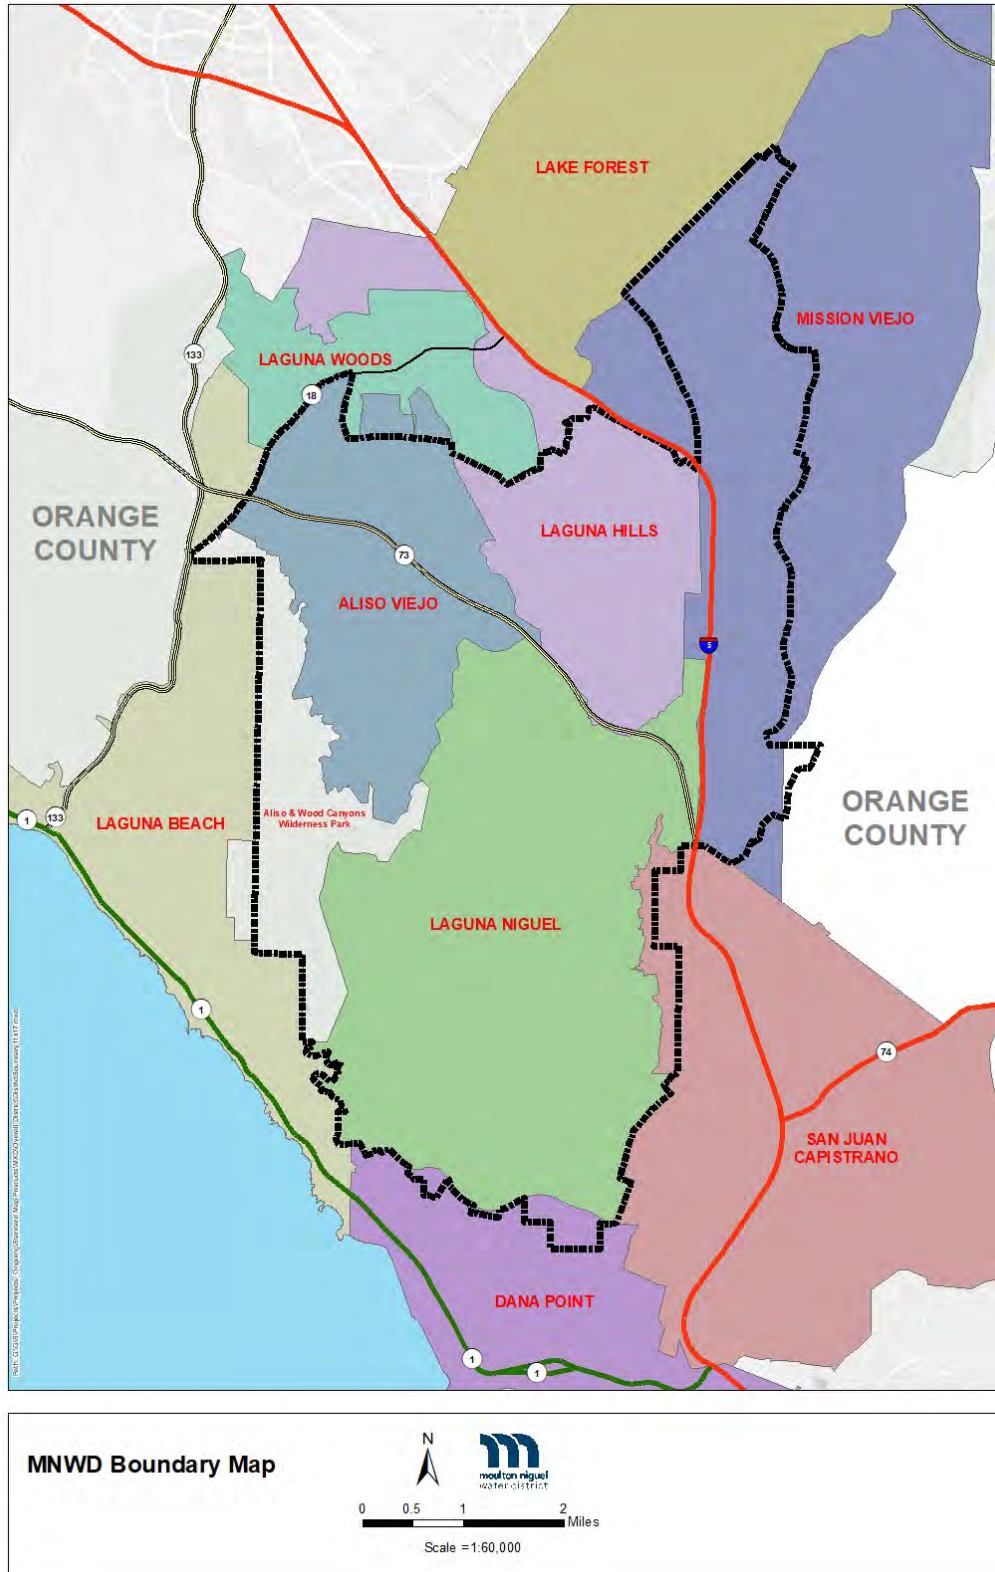 LAKE FOREST
MISSION VIEJO
133
LAGUNA WOODS
18
ORANGE
COUNTY
LAGUNA HILLS
73
ALISO VIEJO
5
ORANGE
COUNTY
1
133
LAGUNA BEACH
Aliso & Wood Canyons
Wilderness Park
LAGUNA NIGUEL
1
74
SAN JUAN
CAPISTRANO
DANA POINT
1
1
MNWD Boundary Map
N
moulton niguel
water district
0 0.5 1 2
Miles
Scale =1:60,000